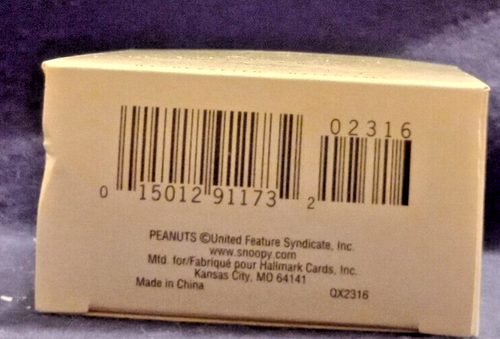 02316
0 15012 91173 2
PEANUTS ©United Feature Syndicate, Inc.
www.snoopy.com
Mfd. for/Fabriqué pour Hallmark Cards, Inc.
Kansas City, MO 64141
Made in China QX2316